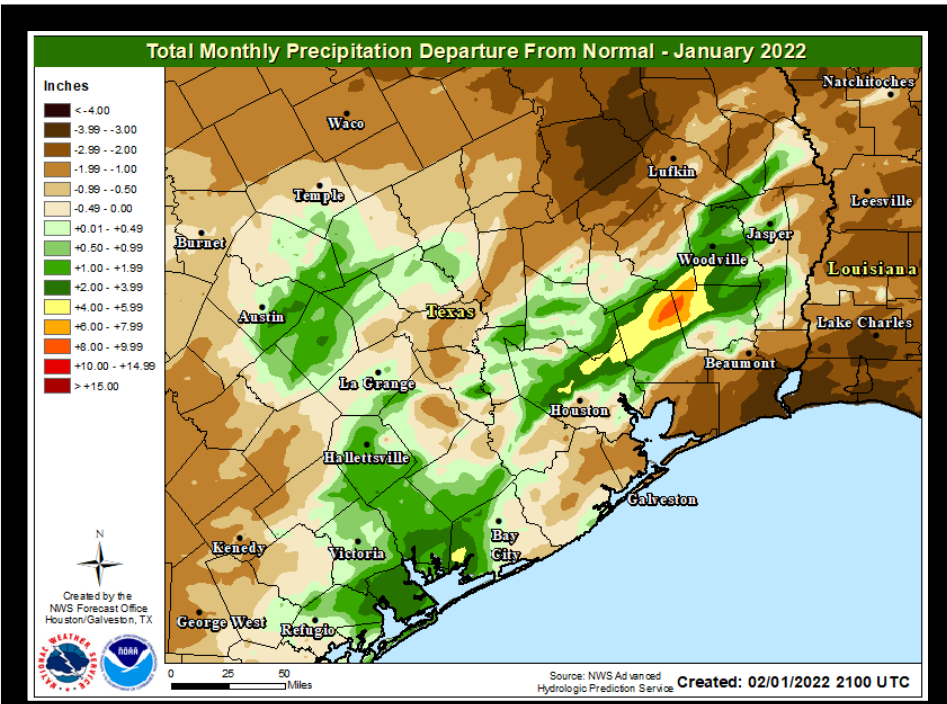 Total Monthly Precipitation Departure From Normal - January 2022
Inches
< -4.00
-3.99 - -3.00
-2.99 - -2.00
-1.99 - -1.00
-0.99 - -0.50
-0.49 - 0.00
+0.01 - +0.49
+0.50 - +0.99
+1.00 - +1.99
+2.00 - +3.99
+4.00 - +5.99
+6.00 - +7.99
+8.00 - +9.99
+10.00 - +14.99
> +15.00
Natchitoches
Waco
Lufkin
Temple
Leesville
Burnet
Jasper
Woodville
Louisiana
Austin
Texas
Lake Charles
Beaumont
La Grange
Houston
Hallettsville
Galveston
Bay
City
Kenedy
Victoria
George West
Refugio
N
Created by the
NWS Forecast Office
Houston/Galveston, TX
NATIONAL WEATHER SERVICE
NOAA
0 25 50
Miles
Source: NWS Advanced
Hydrologic Prediction Service
Created: 02/01/2022 2100 UTC